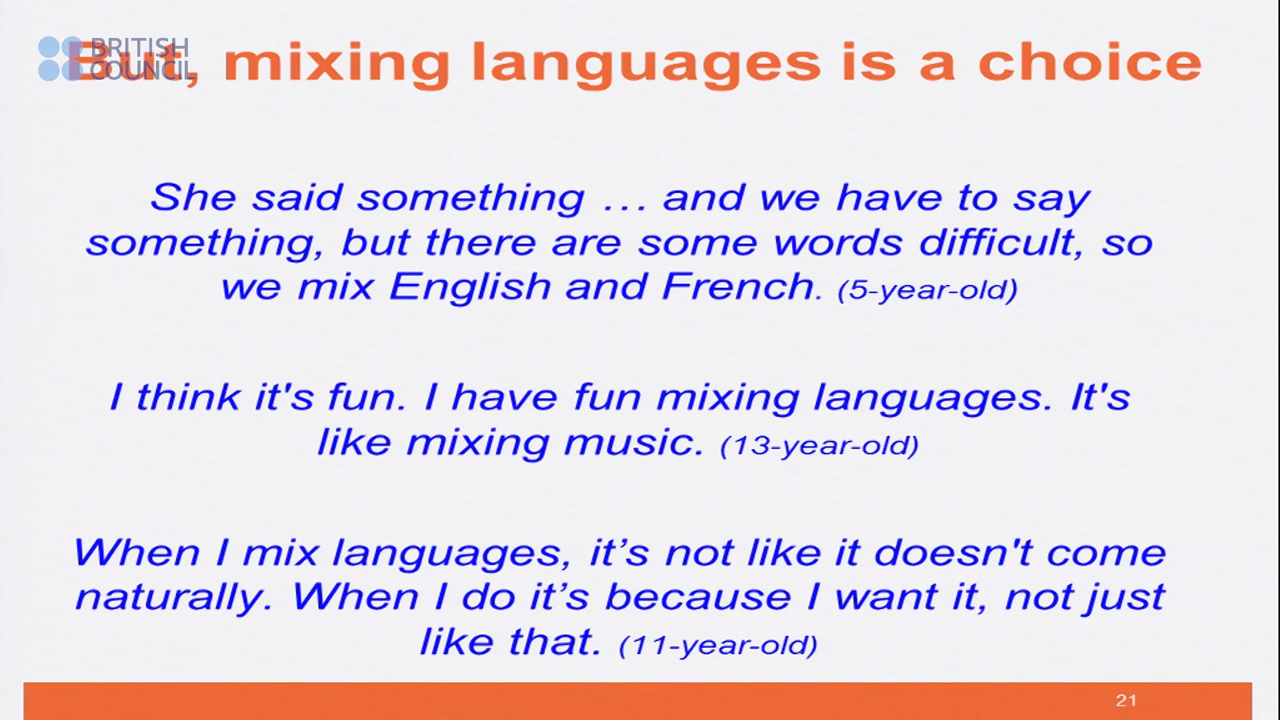 BRITISH
COUNCIL
But, mixing languages is a choice
She said something … and we have to say
something, but there are some words difficult, so
we mix English and French. (5-year-old)
I think it's fun. I have fun mixing languages. It's
like mixing music. (13-year-old)
When I mix languages, it’s not like it doesn't come
naturally. When I do it’s because I want it, not just
like that. (11-year-old)
21